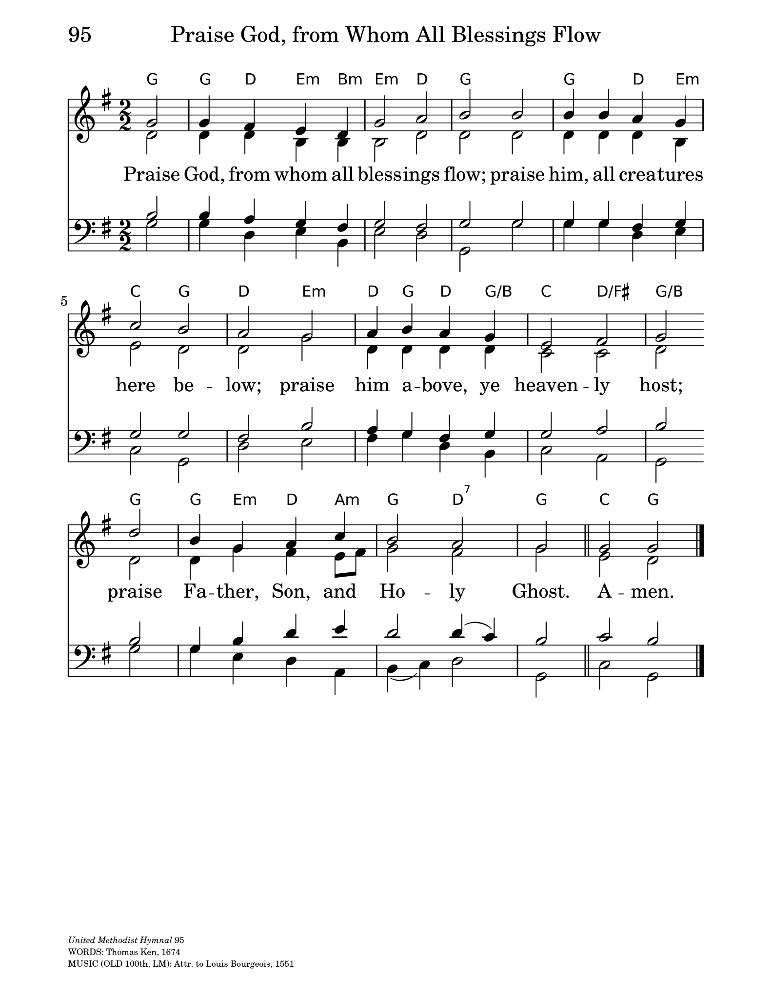 95 Praise God, from Whom All Blessings Flow
G G D Em Bm Em D G G D Em
Praise God, from whom all blessings flow; praise him, all creatures
C G D Em D G D G/B C D/F♯ G/B
5
here be - low; praise him a - bove, ye heaven - ly host;
G G Em D Am G D7 G C G
praise Fa - ther, Son, and Ho - ly Ghost. A - men.
United Methodist Hymnal 95
WORDS: Thomas Ken, 1674
MUSIC (OLD 100th, LM): Attr. to Louis Bourgeois, 1551